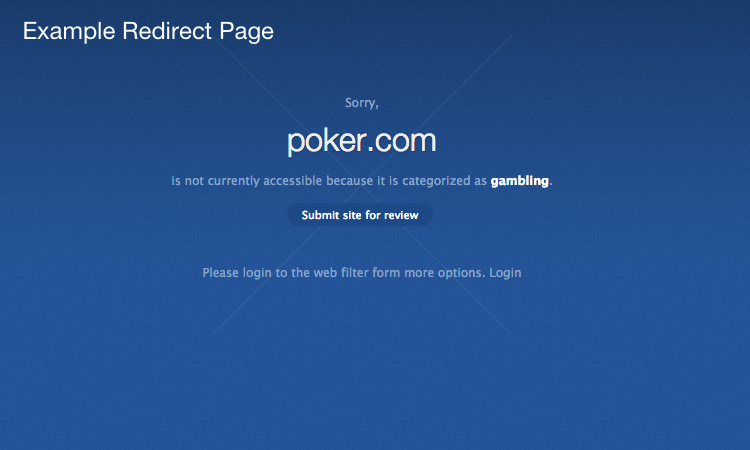 Example Redirect Page
Sorry,
poker.com
is not currently accessible because it is categorized as gambling.
Submit site for review
Please login to the web filter form more options. Login